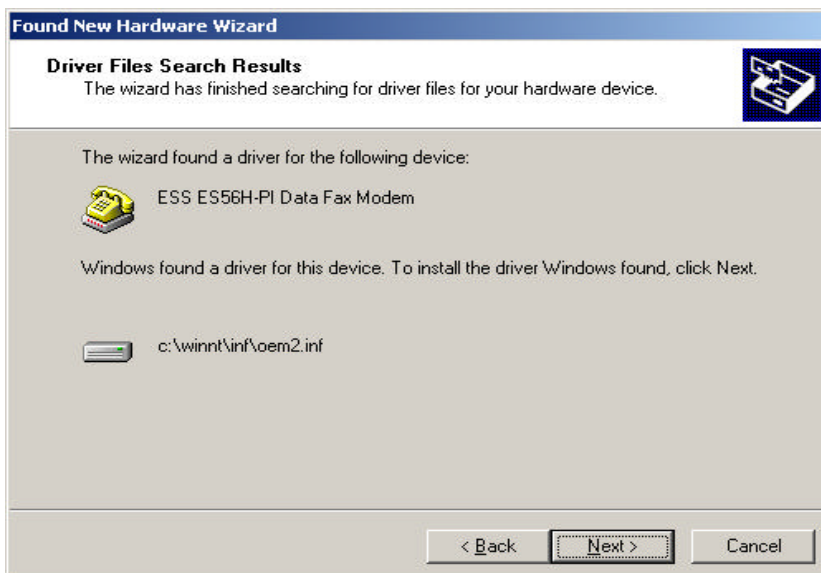 Found New Hardware Wizard
Driver Files Search Results
The wizard has finished searching for driver files for your hardware device.
The wizard found a driver for the following device:
ESS ES56H-PI Data Fax Modem
Windows found a driver for this device. To install the driver Windows found, click Next.
c:\winnt\inf\oem2.inf
< Back
Next >
Cancel